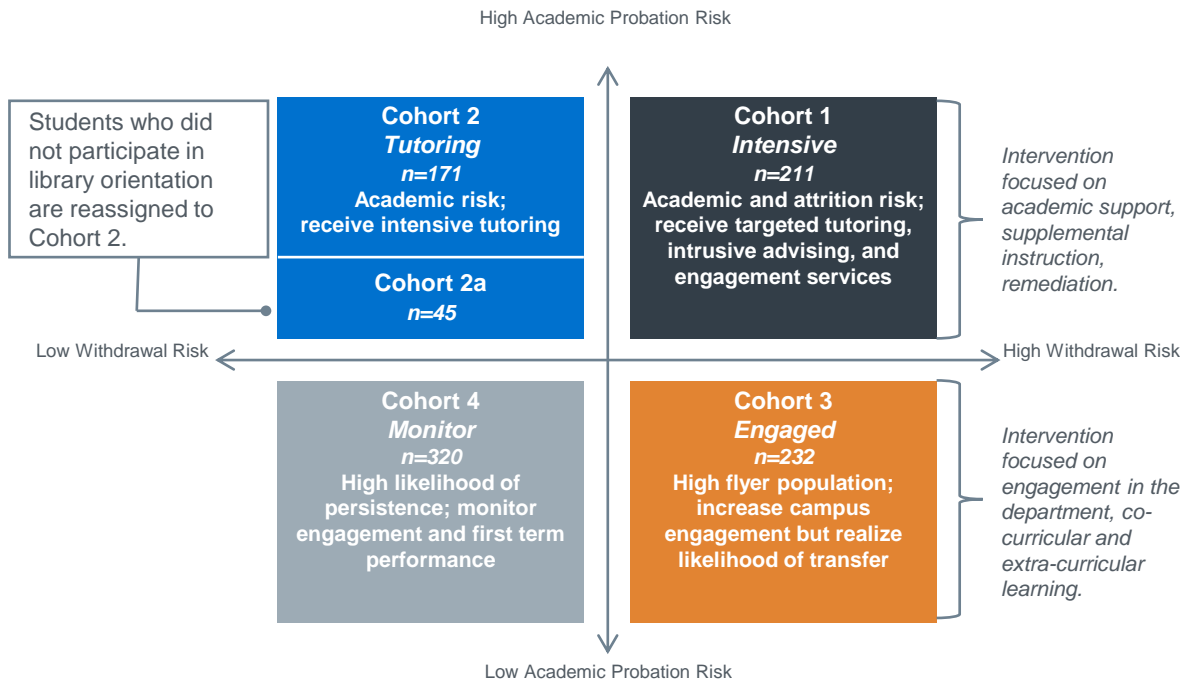 High Academic Probation Risk
Students who did
not participate in
library orientation
are reassigned to
Cohort 2.
Cohort 2
Tutoring
n=171
Academic risk;
receive intensive tutoring
Cohort 2a
n=45
Cohort 1
Intensive
n=211
Academic and attrition risk;
receive targeted tutoring,
intrusive advising, and
engagement services
Intervention
focused on
academic support,
supplemental
instruction,
remediation.
Low Withdrawal Risk
High Withdrawal Risk
Cohort 4
Monitor
n=320
High likelihood of
persistence; monitor
engagement and first term
performance
Cohort 3
Engaged
n=232
High flyer population;
increase campus
engagement but realize
likelihood of transfer
Intervention
focused on
engagement in the
department, co-
curricular and
extra-curricular
learning.
Low Academic Probation Risk